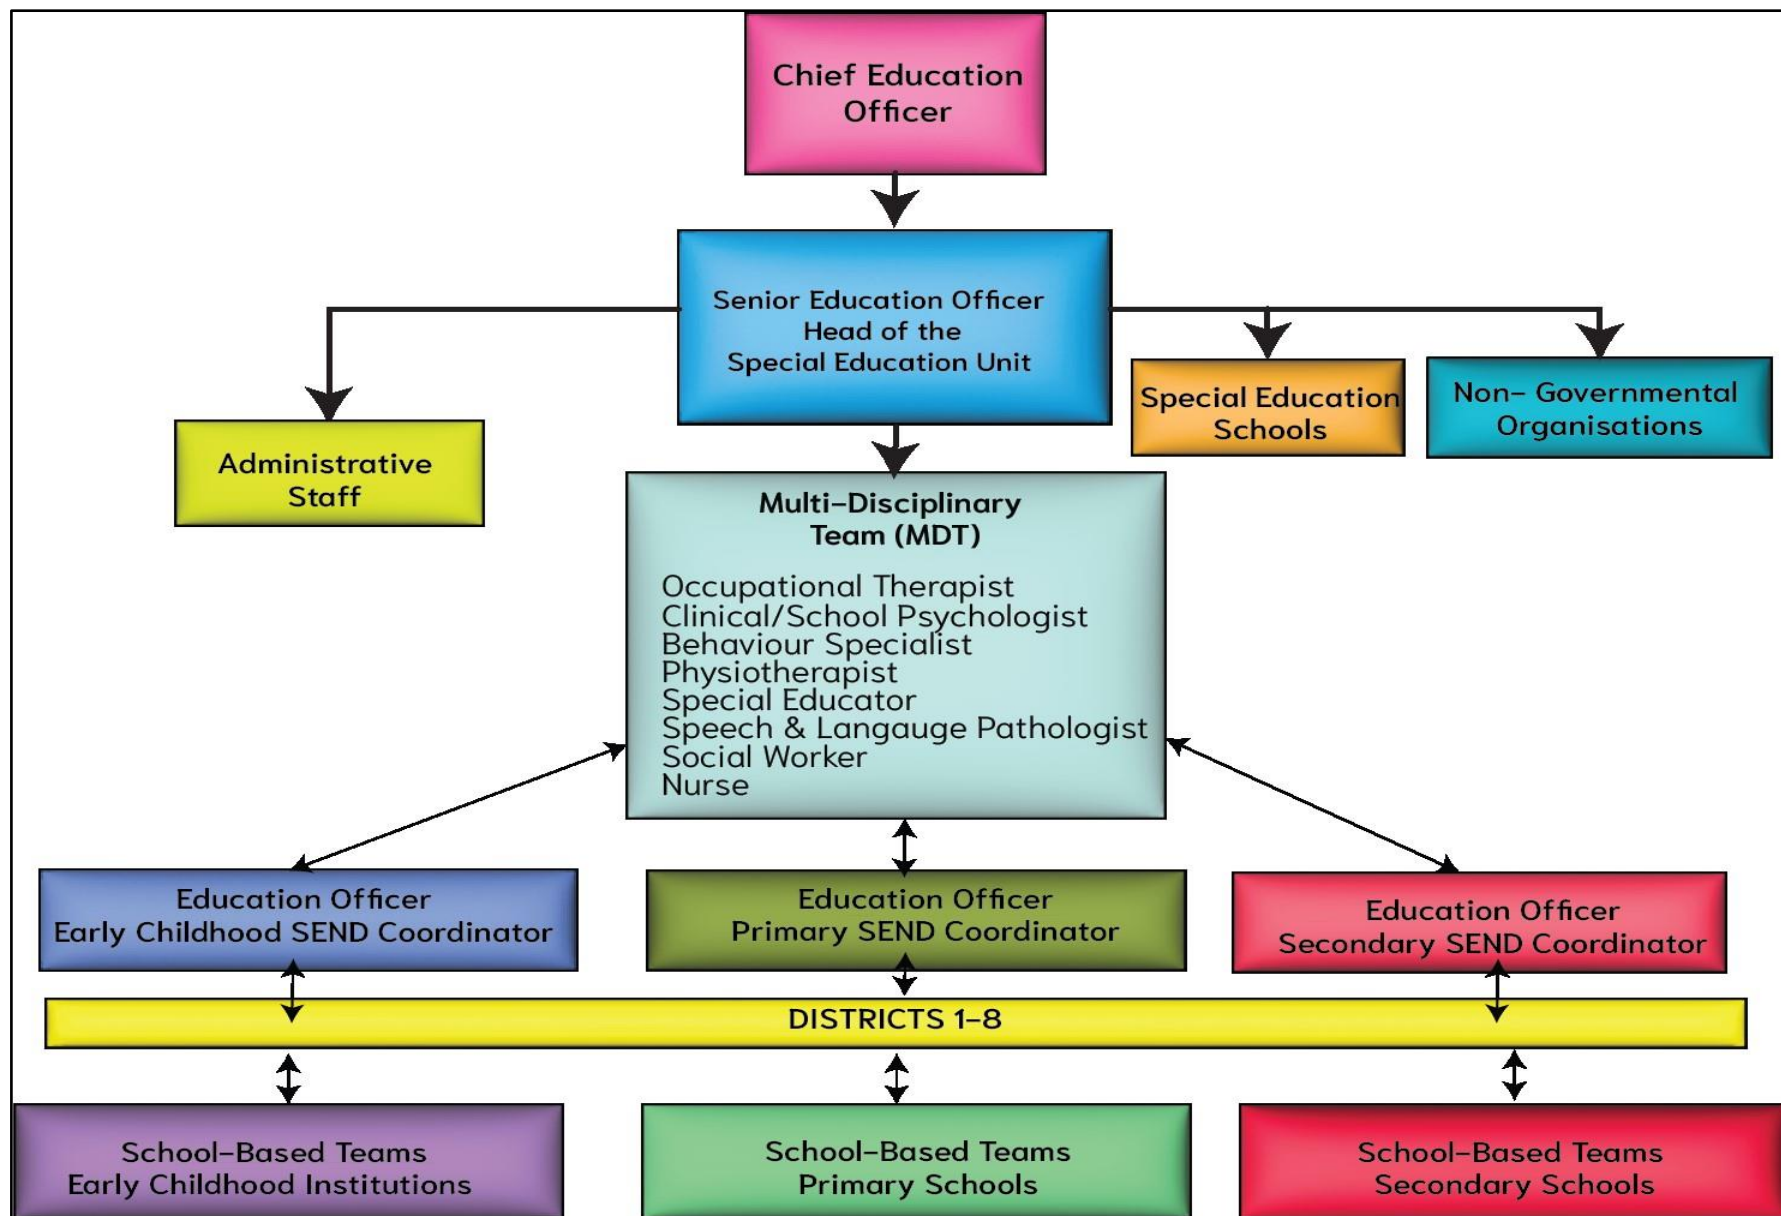 Chief Education
Officer
Senior Education Officer
Head of the
Special Education Unit
Special Education
Schools
Non- Governmental
Organisations
Administrative
Staff
Multi-Disciplinary
Team (MDT)
Occupational Therapist
Clinical/School Psychologist
Behaviour Specialist
Physiotherapist
Special Educator
Speech & Langauge Pathologist
Social Worker
Nurse
Education Officer
Early Childhood SEND Coordinator
Education Officer
Primary SEND Coordinator
Education Officer
Secondary SEND Coordinator
DISTRICTS 1-8
School-Based Teams
Early Childhood Institutions
School-Based Teams
Primary Schools
School-Based Teams
Secondary Schools